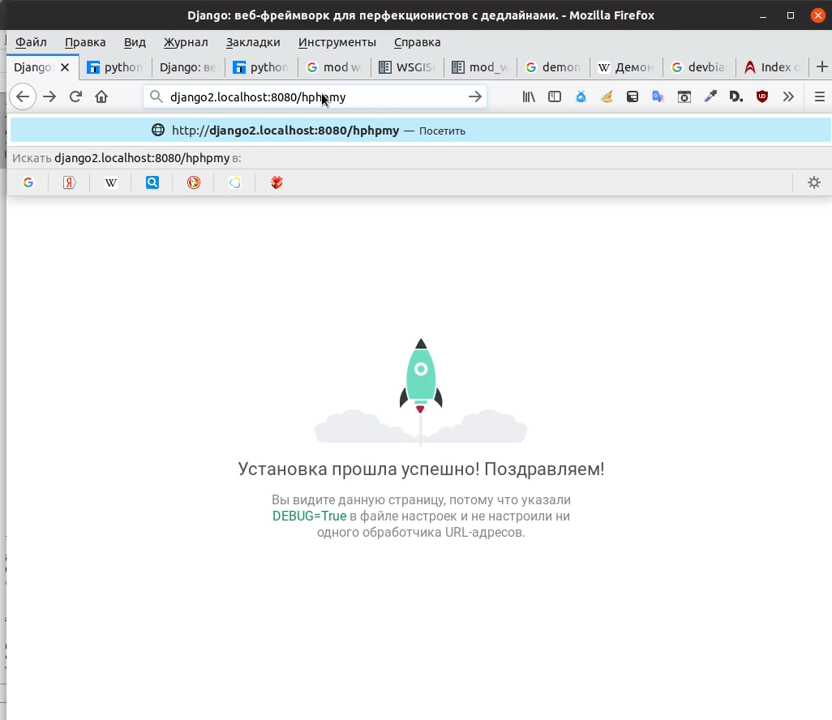 Django: веб-фреймворк для перфекционистов с дедлайнами. - Mozilla Firefox
Файл Правка Вид Журнал Закладки Инструменты Справка
Django: python Django: ве python mod w WSGIS mod_w demon W Демон devbia Index o
django2.localhost:8080/hphpmy
http://django2.localhost:8080/hphpmy — Посетить
Искать django2.localhost:8080/hphpmy в:
Установка прошла успешно! Поздравляем!
Вы видите данную страницу, потому что указали
DEBUG=True в файле настроек и не настроили ни
одного обработчика URL-адресов.